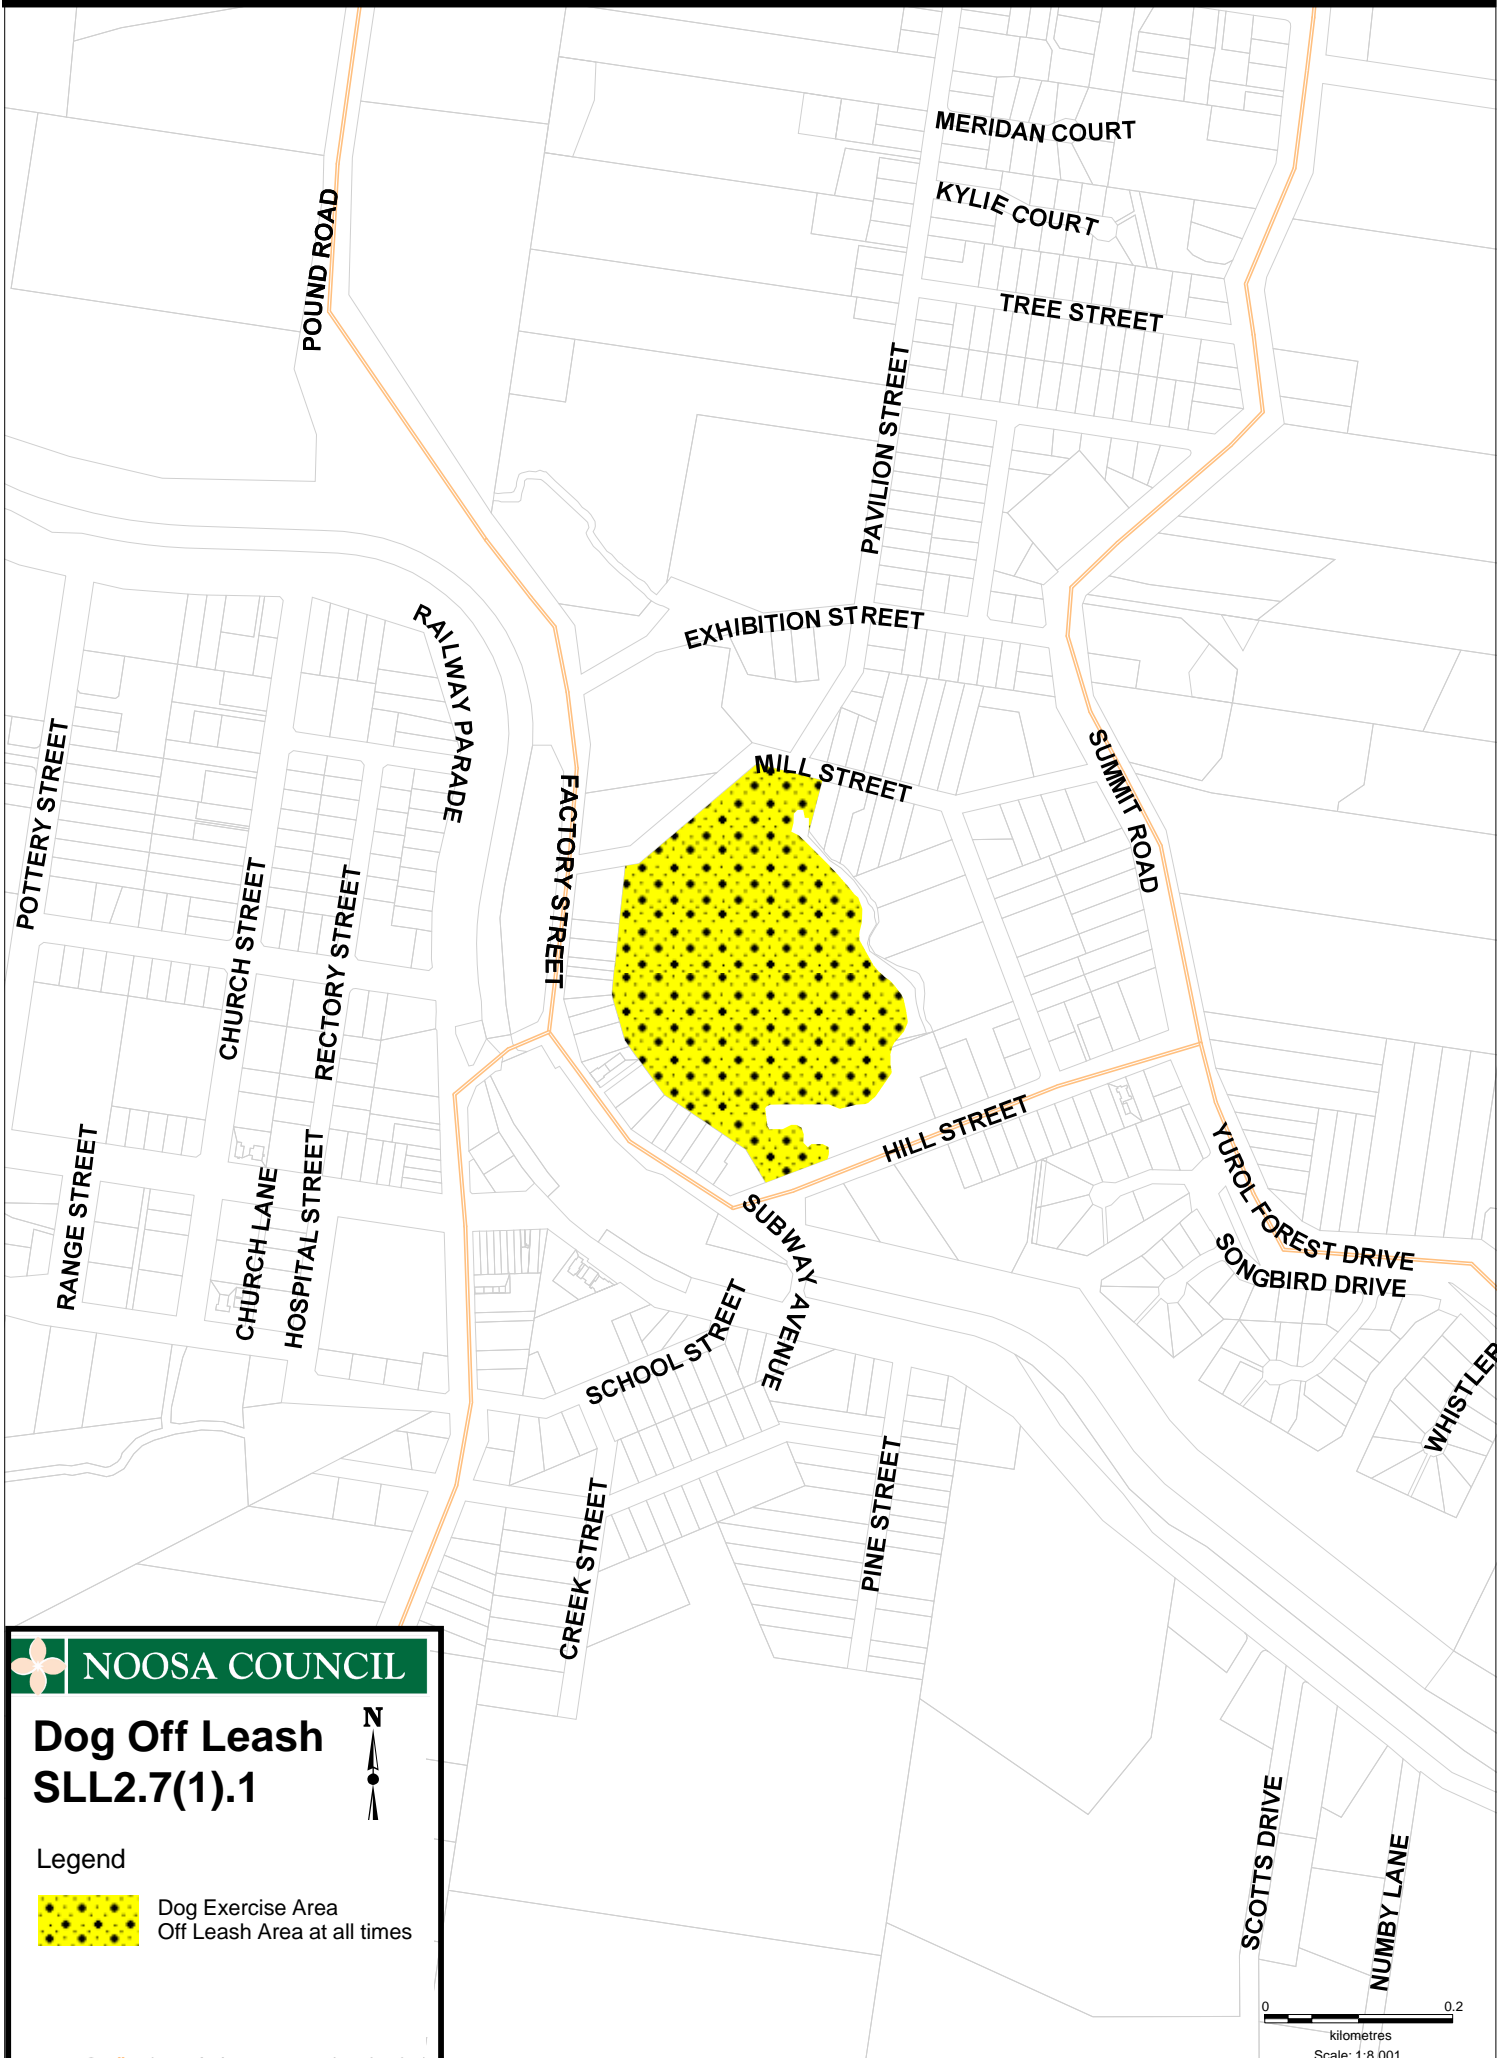 MERIDAN COURT
KYLIE COURT
POUND ROAD
TREE STREET
PAVILION STREET
EXHIBITION STREET
RAILWAY PARADE
POTTERY STREET
MILL STREET
SUMMIT ROAD
FACTORY STREET
CHURCH STREET
RECTORY STREET
HILL STREET
RANGE STREET
CHURCH LANE
HOSPITAL STREET
SUBWAY AVENUE
YUROL FOREST DRIVE
SONGBIRD DRIVE
SCHOOL STREET
WHISTLER
PINE STREET
CREEK STREET
NOOSA COUNCIL
Dog Off Leash
SLL2.7(1).1
N
Legend
Dog Exercise Area
Off Leash Area at all times
SCOTTS DRIVE
NUMBY LANE
0 0.2
kilometres
Scale: 1:8,001